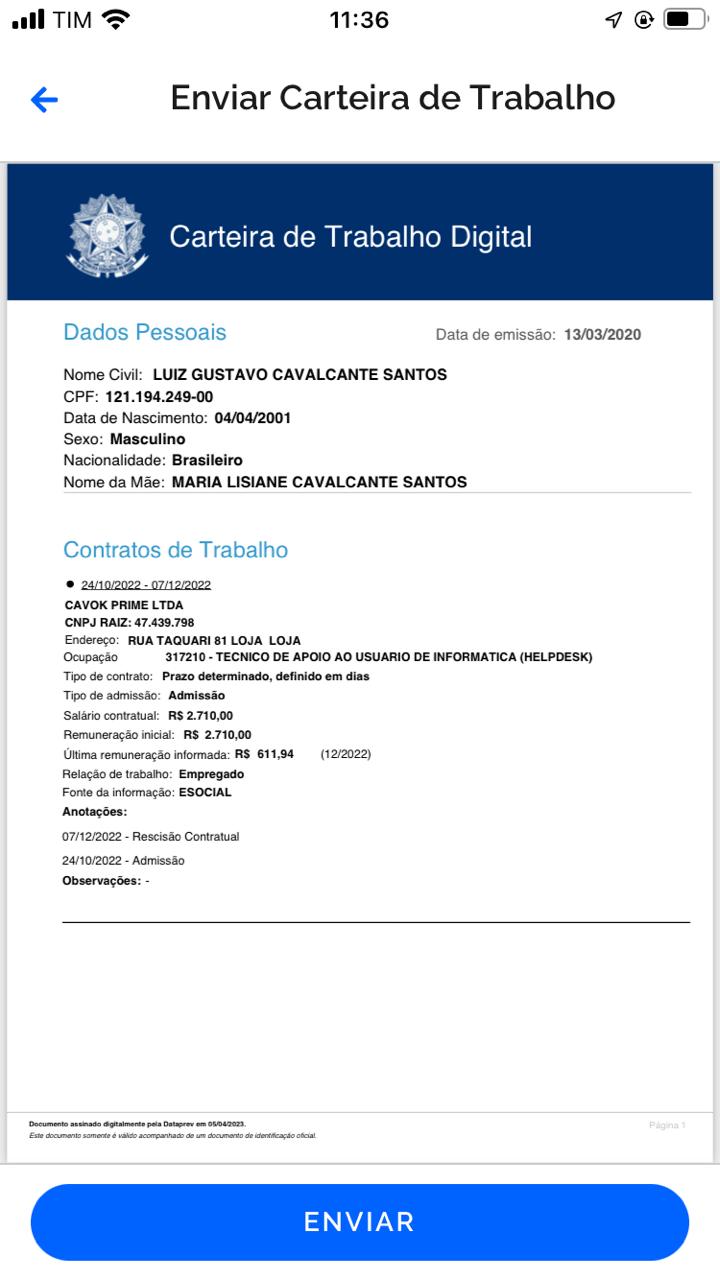 TIM
11:36
Enviar Carteira de Trabalho
Carteira de Trabalho Digital
Dados Pessoais
Data de emissão: 13/03/2020
Nome Civil: LUIZ GUSTAVO CAVALCANTE SANTOS
CPF: 121.194.249-00
Data de Nascimento: 04/04/2001
Sexo: Masculino
Nacionalidade: Brasileiro
Nome da Mãe: MARIA LISIANE CAVALCANTE SANTOS
Contratos de Trabalho
24/10/2022 - 07/12/2022
CAVOK PRIME LTDA
CNPJ RAIZ: 47.439.798
Endereço: RUA TAQUARI 81 LOJA LOJA
Ocupação 317210 - TECNICO DE APOIO AO USUARIO DE INFORMATICA (HELPDESK)
Tipo de contrato: Prazo determinado, definido em dias
Tipo de admissão: Admissão
Salário contratual: R$ 2.710,00
Remuneração inicial: R$ 2.710,00
Última remuneração informada: R$ 611,94 (12/2022)
Relação de trabalho: Empregado
Fonte da informação: ESOCIAL
Anotações:
07/12/2022 - Rescisão Contratual
24/10/2022 - Admissão
Observações: -
Documento assinado digitalmente pela Dataprev em 05/04/2023.
Página 1
Este documento somente é válido acompanhado de um documento de identificação oficial.
ENVIAR